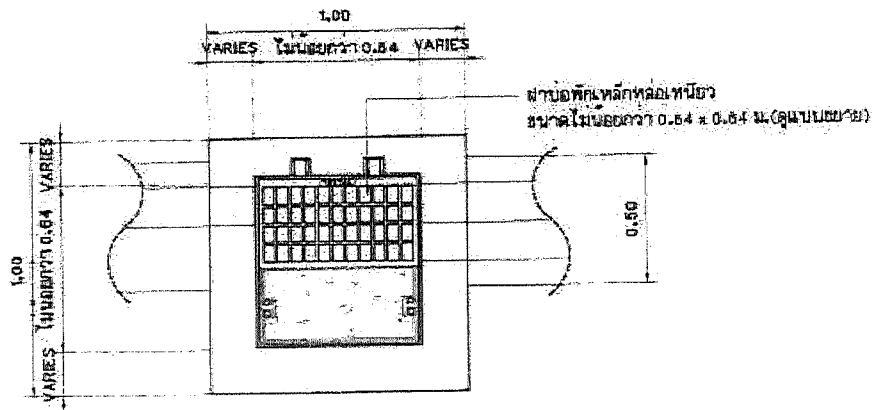 1.00
VARIES ไม่น้อยกว่า 0.64 VARIES
ฝาบ่อพักเหล็กหล่อเหนียว
ขนาดไม่น้อยกว่า 0.64 x 0.64 ม.(ดูแบบขยาย)
VARIES
ไม่น้อยกว่า 0.64
1.00
VARIES
0.50